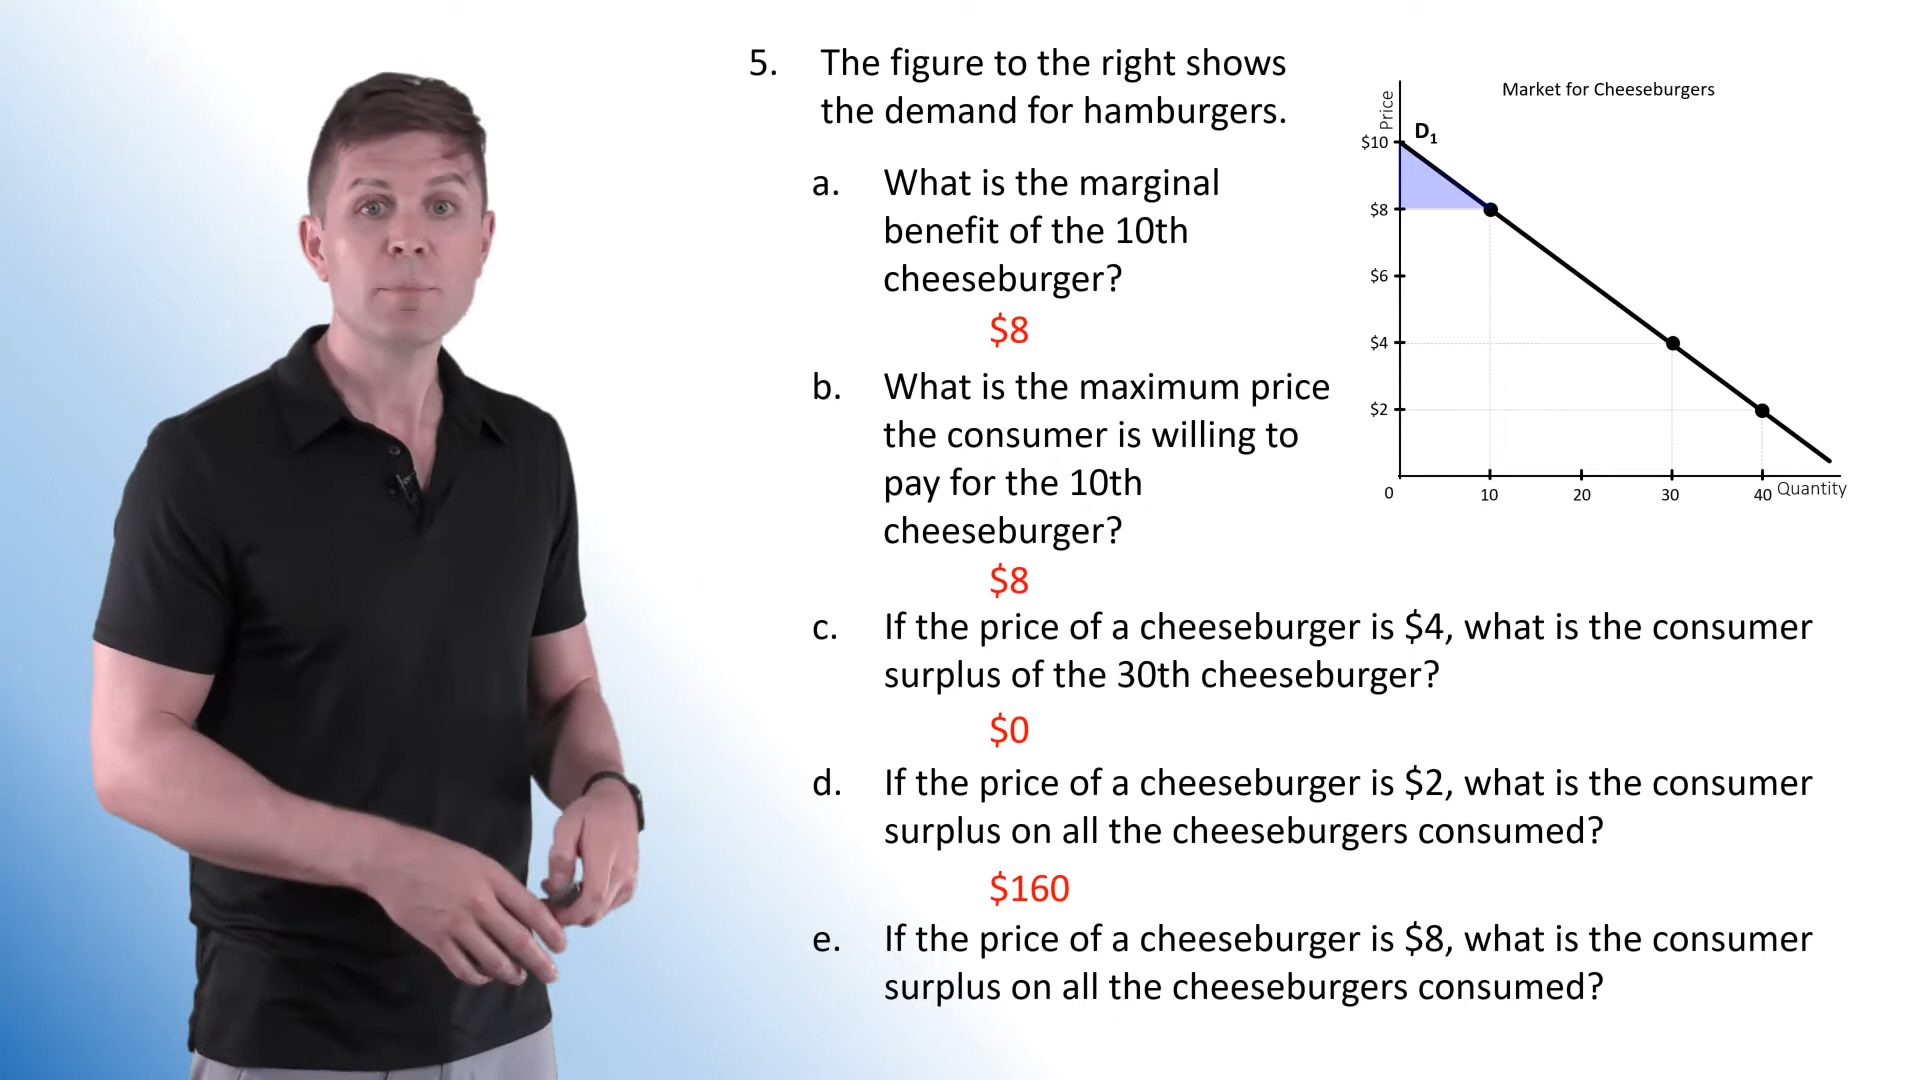 5. The figure to the right shows
the demand for hamburgers.
a. What is the marginal
benefit of the 10th
cheeseburger?
$8
b. What is the maximum price
the consumer is willing to
pay for the 10th
cheeseburger?
$8
c. If the price of a cheeseburger is $4, what is the consumer
surplus of the 30th cheeseburger?
$0
d. If the price of a cheeseburger is $2, what is the consumer
surplus on all the cheeseburgers consumed?
$160
e. If the price of a cheeseburger is $8, what is the consumer
surplus on all the cheeseburgers consumed?
Market for Cheeseburgers
Price
D1
$10
$8
$6
$4
$2
0 10 20 30 40 Quantity